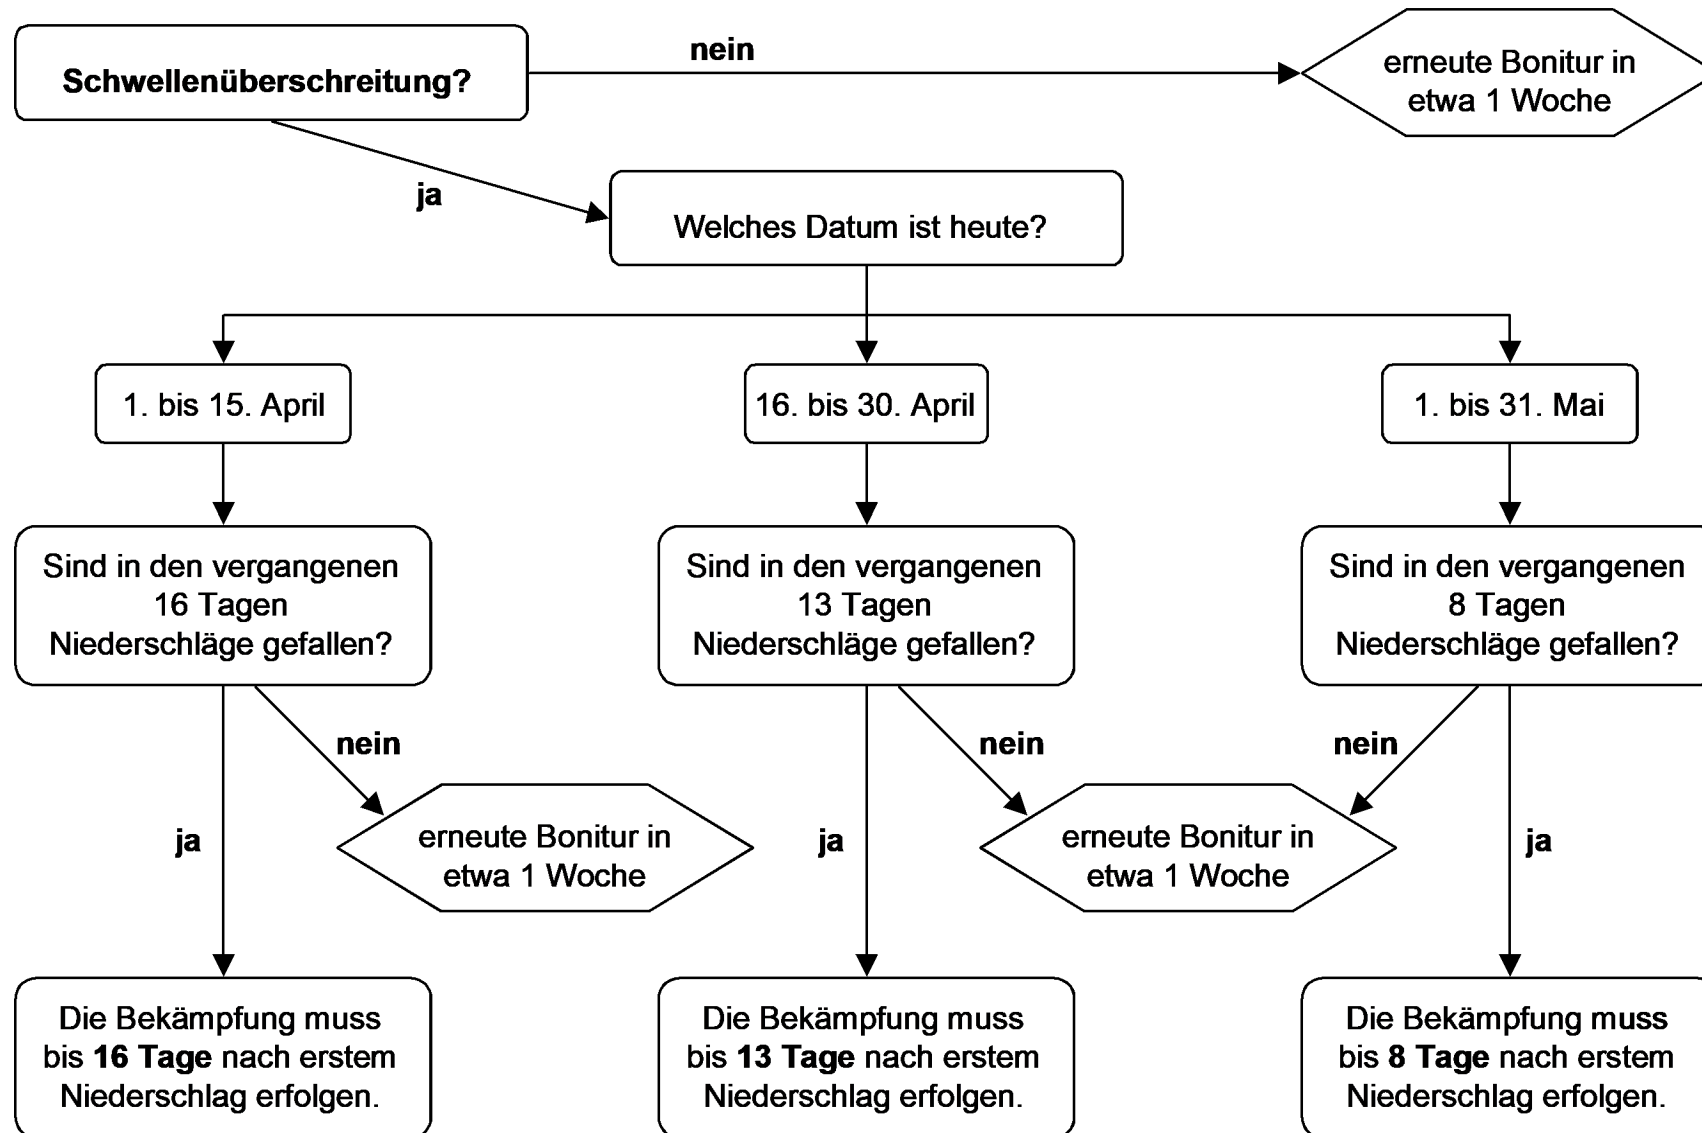 Schwellenüberschreitung?
nein
erneute Bonitur in
etwa 1 Woche
ja
Welches Datum ist heute?
1. bis 15. April
16. bis 30. April
1. bis 31. Mai
Sind in den vergangenen
16 Tagen
Niederschläge gefallen?
Sind in den vergangenen
13 Tagen
Niederschläge gefallen?
Sind in den vergangenen
8 Tagen
Niederschläge gefallen?
nein
nein
nein
ja
erneute Bonitur in
etwa 1 Woche
ja
erneute Bonitur in
etwa 1 Woche
ja
Die Bekämpfung muss
bis 16 Tage nach erstem
Niederschlag erfolgen.
Die Bekämpfung muss
bis 13 Tage nach erstem
Niederschlag erfolgen.
Die Bekämpfung muss
bis 8 Tage nach erstem
Niederschlag erfolgen.